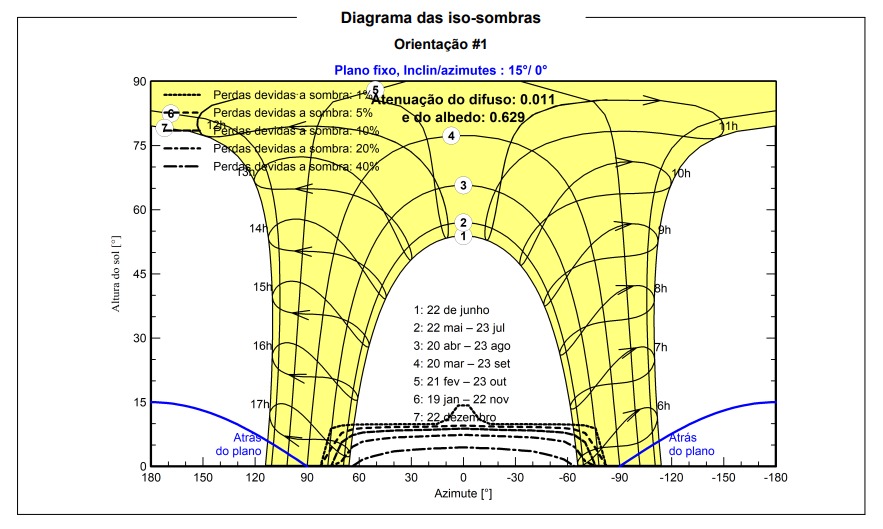 Diagrama das iso-sombras
Orientação #1
Plano fixo, Inclin/azimutes : 15°/ 0°
Perdas devidas a sombra: 1%
Perdas devidas a sombra: 5%
Perdas devidas a sombra: 10%
Perdas devidas a sombra: 20%
Perdas devidas a sombra: 40%
Atenuação do difuso: 0.011
e do albedo: 0.629
90
75
60
45
30
15
0
Altura do sol [°]
5
6
7
4
3
2
1
12h
13h
14h
15h
16h
17h
11h
10h
9h
8h
7h
6h
1: 22 de junho
2: 22 mai – 23 jul
3: 20 abr – 23 ago
4: 20 mar – 23 set
5: 21 fev – 23 out
6: 19 jan – 22 nov
7: 22 dezembro
Atrás
do plano
Atrás
do plano
180 150 120 90 60 30 0 -30 -60 -90 -120 -150 -180
Azimute [°]